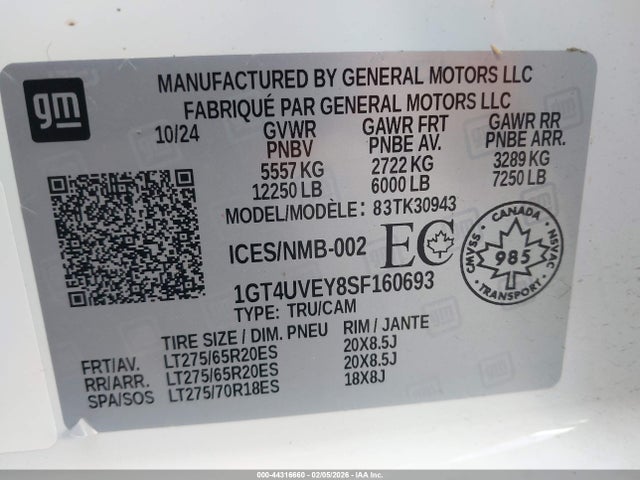 gm
MANUFACTURED BY GENERAL MOTORS LLC
FABRIQUÉ PAR GENERAL MOTORS LLC
10/24 GVWR GAWR FRT GAWR RR
PNBV PNBE AV. PNBE ARR.
5557 KG 2722 KG 3289 KG
12250 LB 6000 LB 7250 LB
MODEL/MODÈLE: 83TK30943
ICES/NMB-002 EC
CANADA
CMVSS 985 NSVAC
TRANSPORT
1GT4UVEY8SF160693
TYPE: TRU/CAM
TIRE SIZE / DIM. PNEU RIM / JANTE
FRT/AV. LT275/65R20ES 20X8.5J
RR/ARR. LT275/65R20ES 20X8.5J
SPA/SOS LT275/70R18ES 18X8J
000-44316660 - 02/05/2026 - IAA Inc.